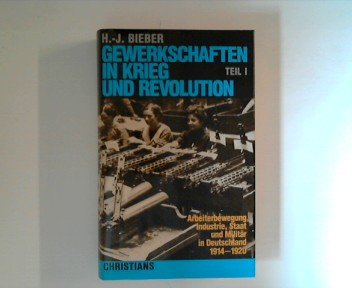 H.-J. BIEBER
GEWERKSCHAFTEN
IN KRIEG TEIL I
UND REVOLUTION
Arbeiterbewegung,
Industrie, Staat
und Militär
in Deutschland
1914–1920
CHRISTIANS